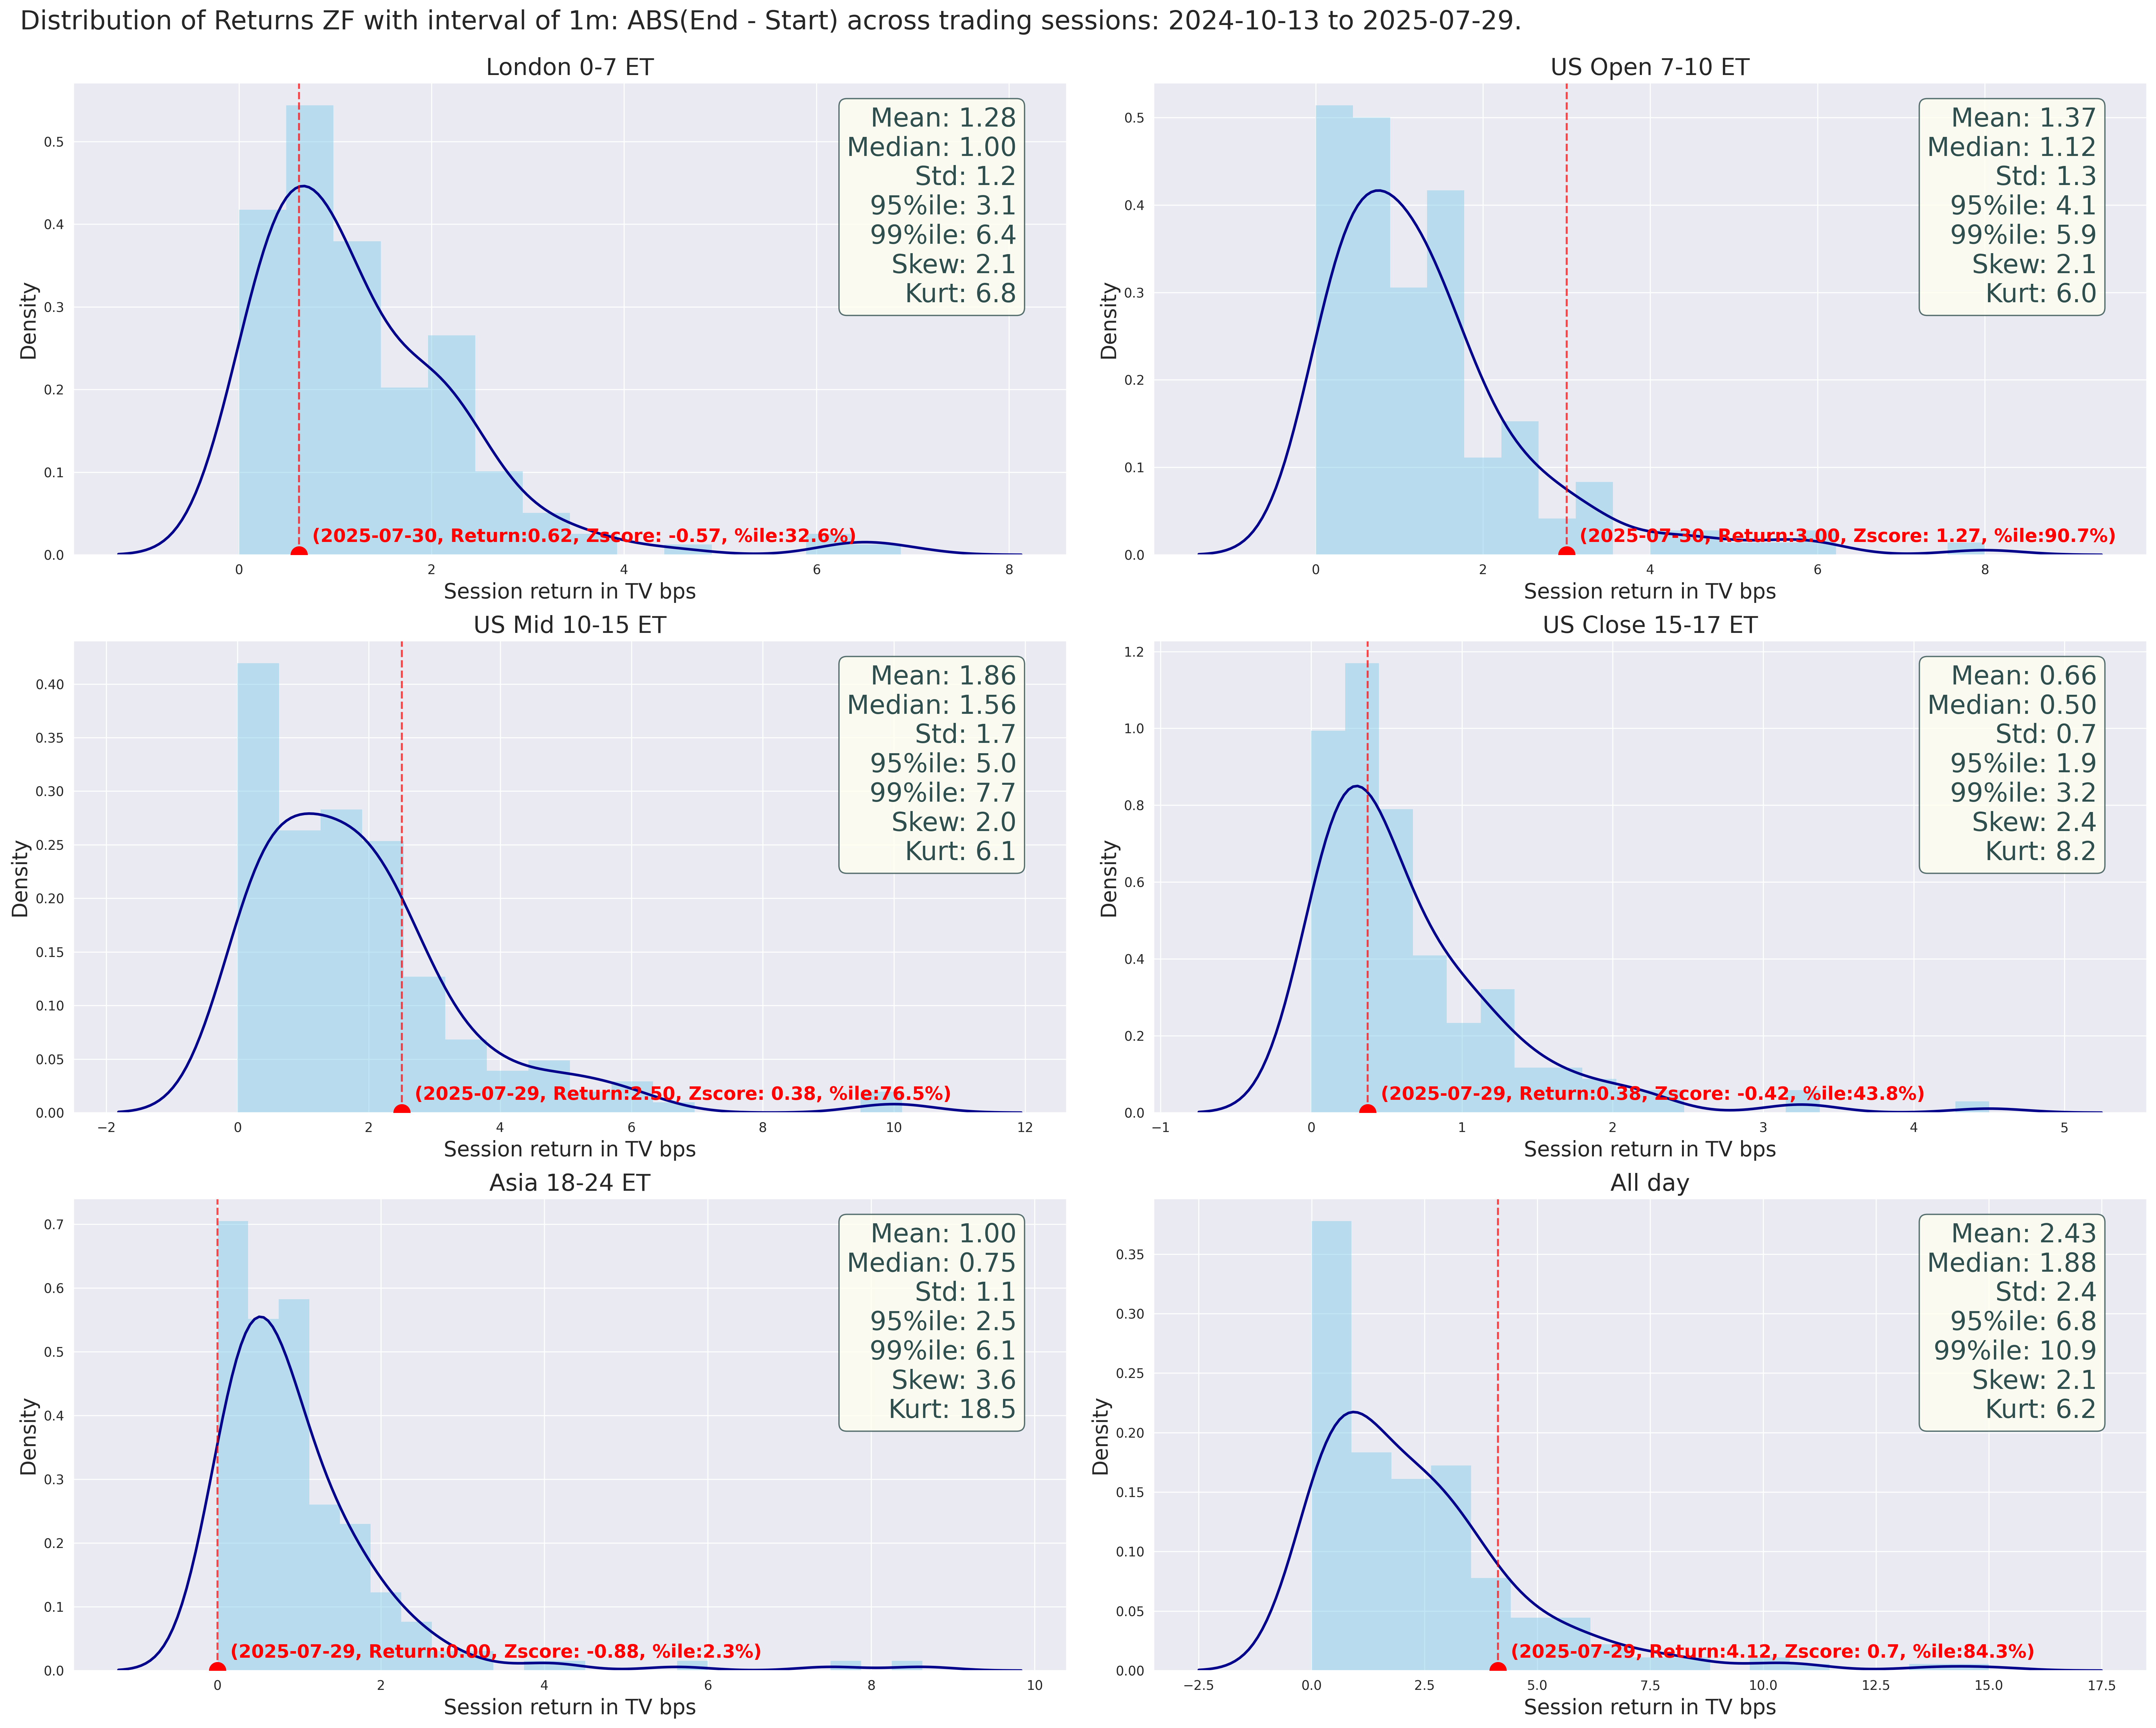 Distribution of Returns ZF with interval of 1m: ABS(End - Start) across trading sessions: 2024-10-13 to 2025-07-29.
London 0-7 ET
Density
0.5
0.4
0.3
0.2
0.1
0.0
Mean: 1.28
Median: 1.00
Std: 1.2
95%ile: 3.1
99%ile: 6.4
Skew: 2.1
Kurt: 6.8
(2025-07-30, Return:0.62, Zscore: -0.57, %ile:32.6%)
0 2 4 6 8
Session return in TV bps
US Open 7-10 ET
Density
0.5
0.4
0.3
0.2
0.1
0.0
Mean: 1.37
Median: 1.12
Std: 1.3
95%ile: 4.1
99%ile: 5.9
Skew: 2.1
Kurt: 6.0
(2025-07-30, Return:3.00, Zscore: 1.27, %ile:90.7%)
0 2 4 6 8
Session return in TV bps
US Mid 10-15 ET
Density
0.40
0.35
0.30
0.25
0.20
0.15
0.10
0.05
0.00
Mean: 1.86
Median: 1.56
Std: 1.7
95%ile: 5.0
99%ile: 7.7
Skew: 2.0
Kurt: 6.1
(2025-07-29, Return:2.50, Zscore: 0.38, %ile:76.5%)
−2 0 2 4 6 8 10 12
Session return in TV bps
US Close 15-17 ET
Density
1.2
1.0
0.8
0.6
0.4
0.2
0.0
Mean: 0.66
Median: 0.50
Std: 0.7
95%ile: 1.9
99%ile: 3.2
Skew: 2.4
Kurt: 8.2
(2025-07-29, Return:0.38, Zscore: -0.42, %ile:43.8%)
−1 0 1 2 3 4 5
Session return in TV bps
Asia 18-24 ET
Density
0.7
0.6
0.5
0.4
0.3
0.2
0.1
0.0
Mean: 1.00
Median: 0.75
Std: 1.1
95%ile: 2.5
99%ile: 6.1
Skew: 3.6
Kurt: 18.5
(2025-07-29, Return:0.00, Zscore: -0.88, %ile:2.3%)
0 2 4 6 8 10
Session return in TV bps
All day
Density
0.35
0.30
0.25
0.20
0.15
0.10
0.05
0.00
Mean: 2.43
Median: 1.88
Std: 2.4
95%ile: 6.8
99%ile: 10.9
Skew: 2.1
Kurt: 6.2
(2025-07-29, Return:4.12, Zscore: 0.7, %ile:84.3%)
−2.5 0.0 2.5 5.0 7.5 10.0 12.5 15.0 17.5
Session return in TV bps